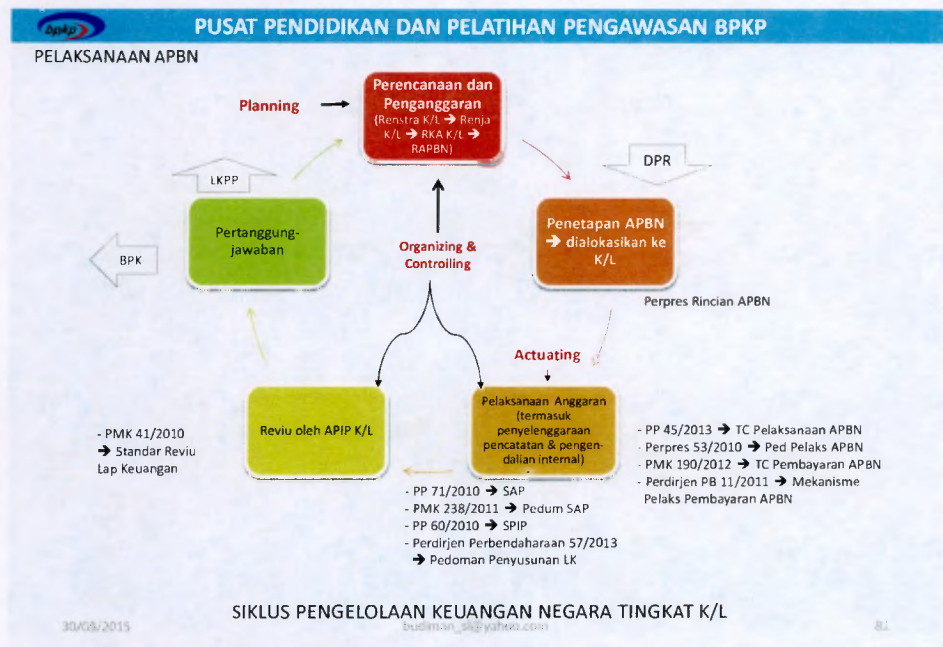 bpkp
PUSAT PENDIDIKAN DAN PELATIHAN PENGAWASAN BPKP
PELAKSANAAN APBN
Planning
Perencanaan dan
Penganggaran
(Renstra K/L ➔ Renja
K/L ➔ RKA K/L ➔
RAPBN)
DPR
LKPP
Pertanggung-
jawaban
BPK
Organizing &
Controlling
Penetapan APBN
➔ dialokasikan ke
K/L
Perpres Rincian APBN
Actuating
Reviu oleh APIP K/L
Pelaksanaan Anggaran
(termasuk
penyelenggaraan
pencatatan & pengen-
dalian internal)
- PMK 41/2010
➔ Standar Reviu
Lap Keuangan
- PP 45/2013 ➔ TC Pelaksanaan APBN
- Perpres 53/2010 ➔ Ped Pelaks APBN
- PMK 190/2012 ➔ TC Pembayaran APBN
- Perdirjen PB 11/2011 ➔ Mekanisme
Pelaks Pembayaran APBN
- PP 71/2010 ➔ SAP
- PMK 238/2011 ➔ Pedum SAP
- PP 60/2010 ➔ SPIP
- Perdirjen Perbendaharaan 57/2013
➔ Pedoman Penyusunan LK
SIKLUS PENGELOLAAN KEUANGAN NEGARA TINGKAT K/L
budiman_sl@yahoo.com